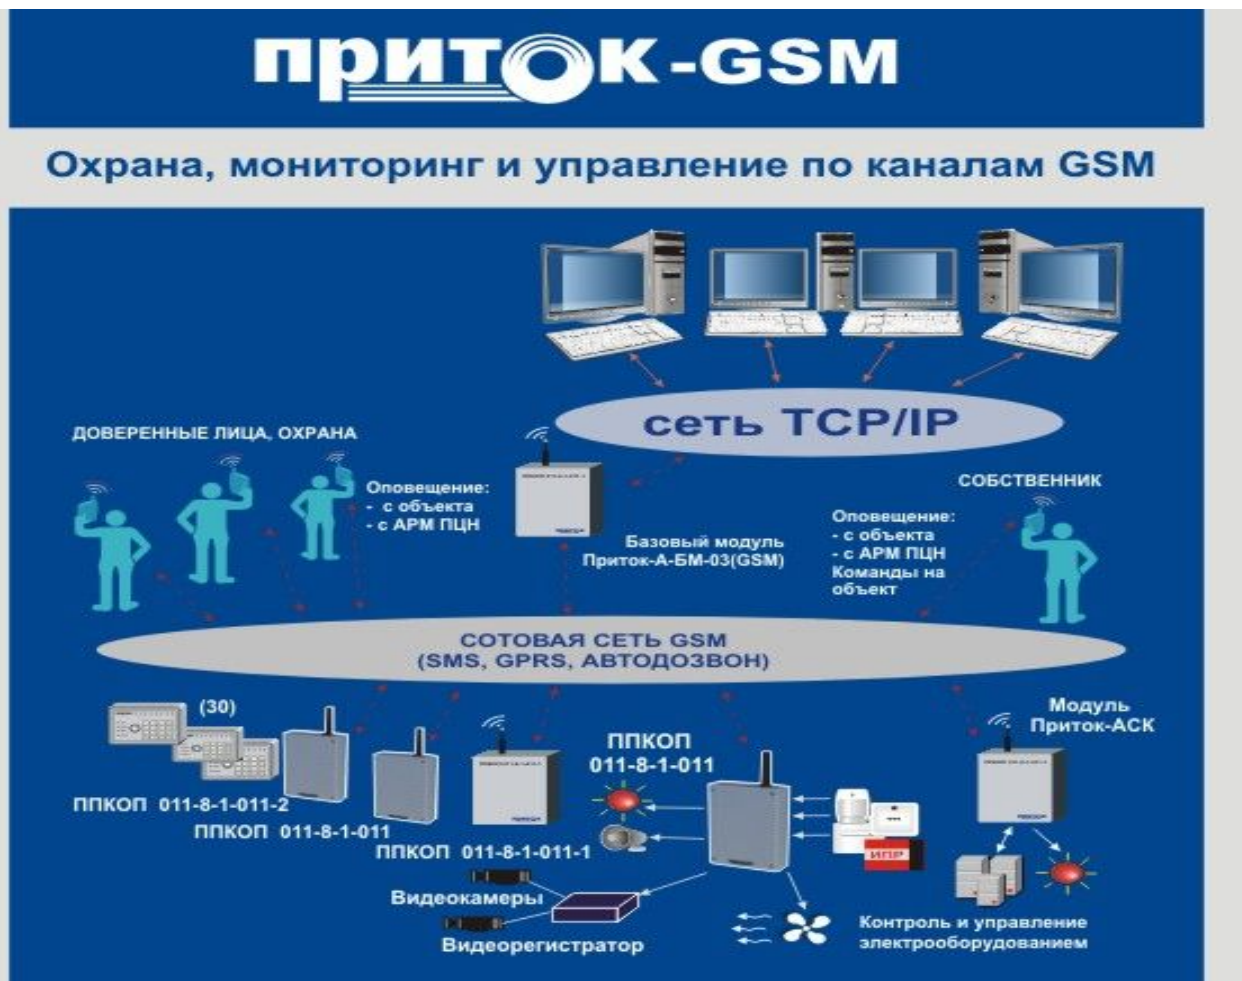 ПРИТОК-GSM
Охрана, мониторинг и управление по каналам GSM
сеть TCP/IP
ДОВЕРЕННЫЕ ЛИЦА, ОХРАНА
Оповещение:
- с объекта
- с АРМ ПЦН
Базовый модуль
Приток-А-БМ-03(GSM)
СОБСТВЕННИК
Оповещение:
- с объекта
- с АРМ ПЦН
Команды на
объект
СОТОВАЯ СЕТЬ GSM
(SMS, GPRS, АВТОДОЗВОН)
(30)
ППКОП 011-8-1-011-2
ППКОП 011-8-1-011
ППКОП 011-8-1-011-1
ППКОП
011-8-1-011
ИПР
Модуль
Приток-АСК
Видеокамеры
Видеорегистратор
Контроль и управление
электрооборудованием